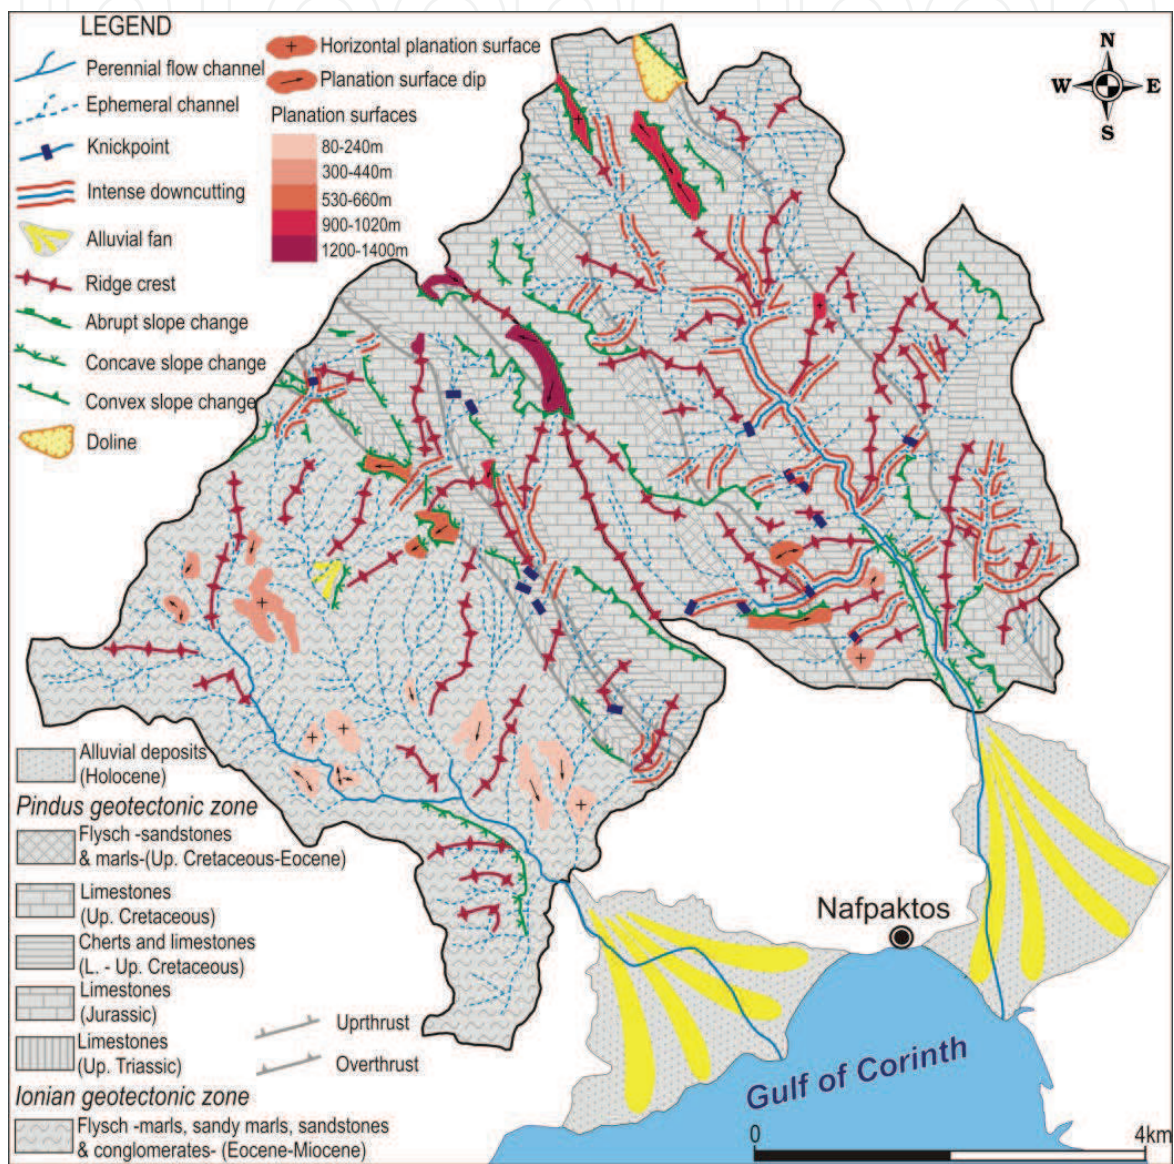 LEGEND
Perennial flow channel
Ephemeral channel
Knickpoint
Intense downcutting
Alluvial fan
Ridge crest
Abrupt slope change
Concave slope change
Convex slope change
Doline
Horizontal planation surface
Planation surface dip
Planation surfaces
80-240m
300-440m
530-660m
900-1020m
1200-1400m
N
W
E
S
Alluvial deposits
(Holocene)
Pindus geotectonic zone
Flysch -sandstones
& marls-(Up. Cretaceous-Eocene)
Limestones
(Up. Cretaceous)
Cherts and limestones
(L. - Up. Cretaceous)
Limestones
(Jurassic)
Limestones
(Up. Triassic)
Uprthrust
Overthrust
Ionian geotectonic zone
Flysch -marls, sandy marls, sandstones
& conglomerates- (Eocene-Miocene)
Nafpaktos
Gulf of Corinth
0
4km